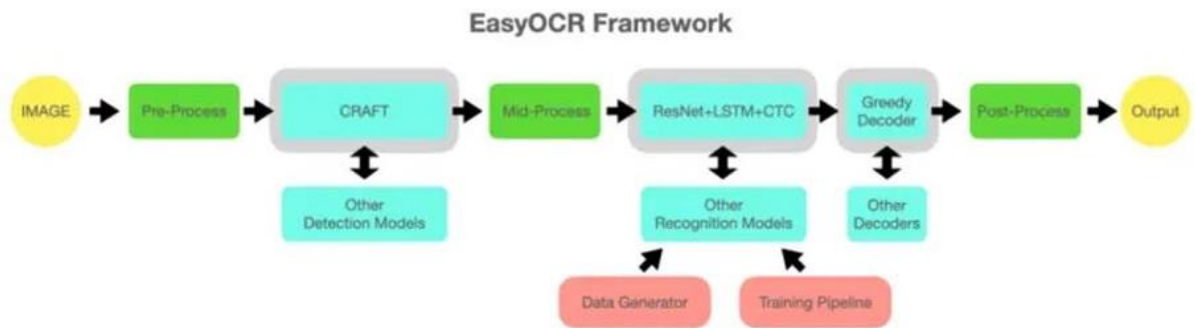 EasyOCR Framework
IMAGE
Pre-Process
CRAFT
Mid-Process
ResNet+LSTM+CTC
Greedy
Decoder
Post-Process
Output
Other
Detection Models
Other
Recognition Models
Other
Decoders
Data Generator
Training Pipeline